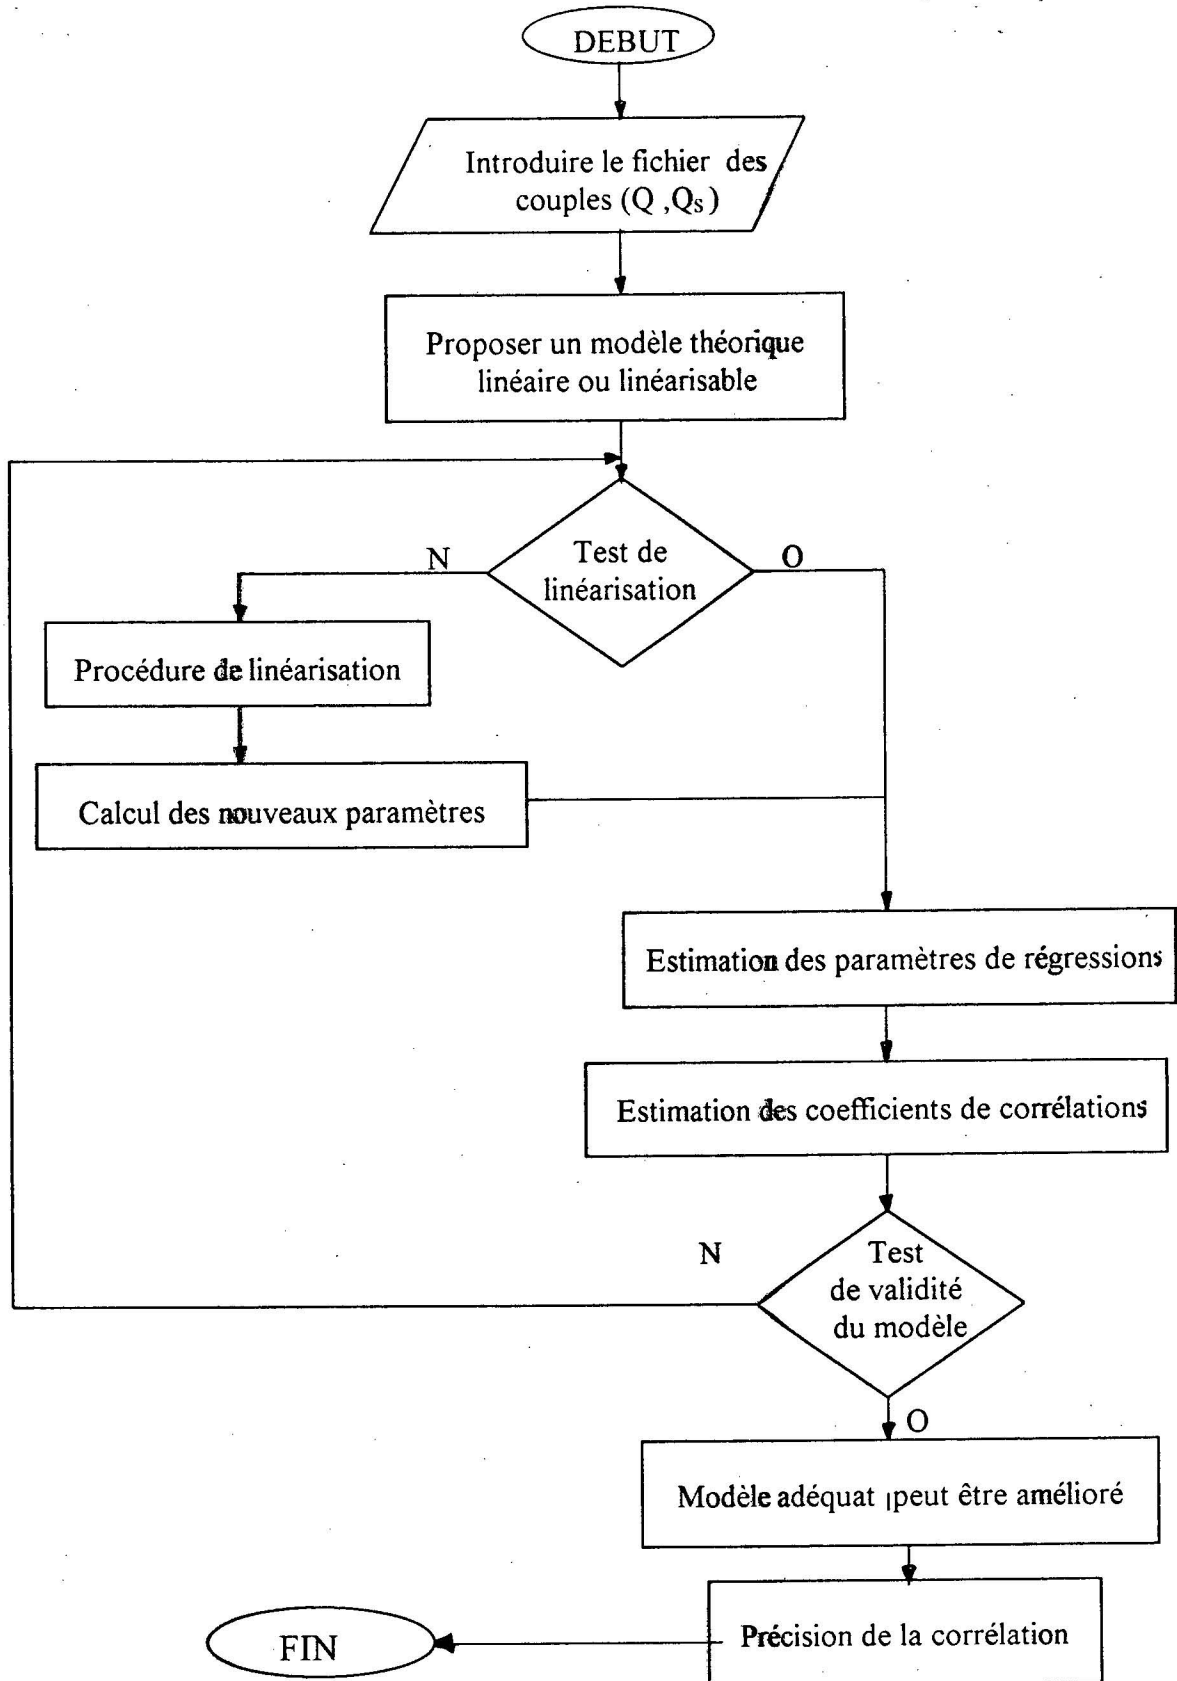 DEBUT
Introduire le fichier des
couples (Q ,Qs)
Proposer un modèle théorique
linéaire ou linéarisable
N
Test de
linéarisation
O
Procédure de linéarisation
Calcul des nouveaux paramètres
Estimation des paramètres de régressions
Estimation des coefficients de corrélations
N
Test
de validité
du modèle
O
Modèle adéquat peut être amélioré
Précision de la corrélation
FIN